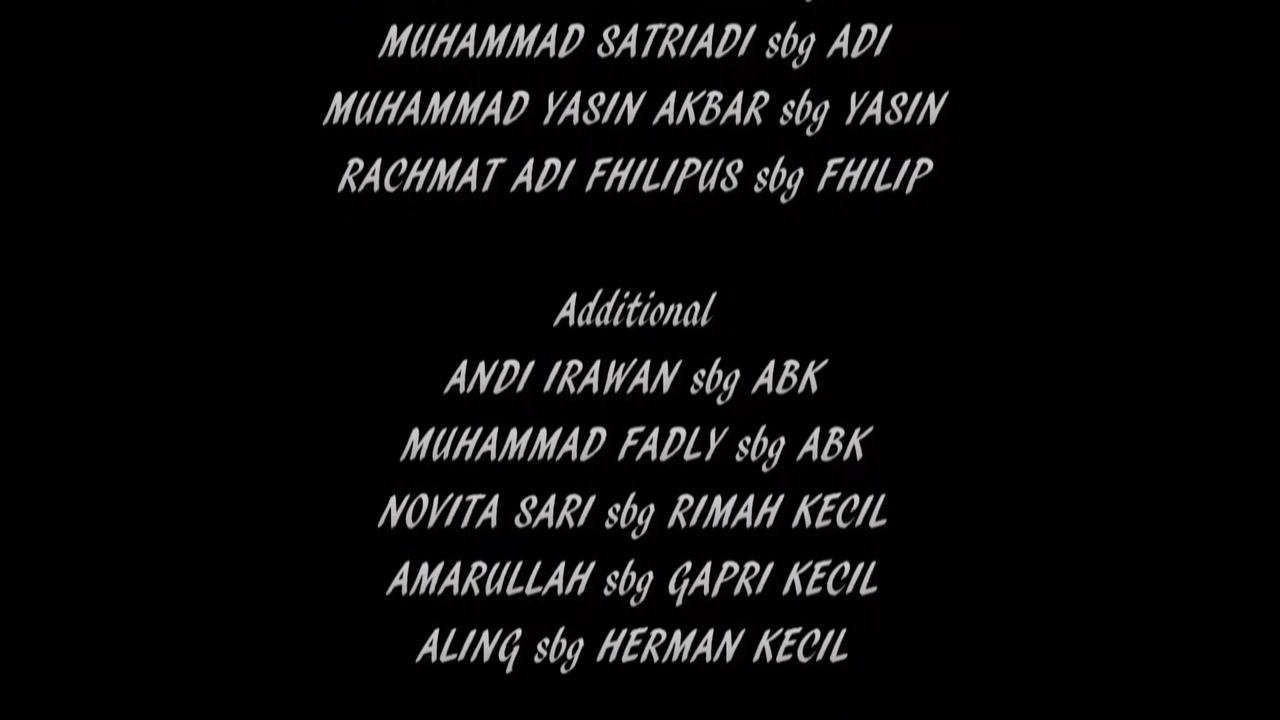 MUHAMMAD SATRIADI sbg ADI
MUHAMMAD YASIN AKBAR sbg YASIN
RACHMAT ADI FHILIPUS sbg FHILIP
Additional
ANDI IRAWAN sbg ABK
MUHAMMAD FADLY sbg ABK
NOVITA SARI sbg RIMAH KECIL
AMARULLAH sbg GAPRI KECIL
ALING sbg HERMAN KECIL